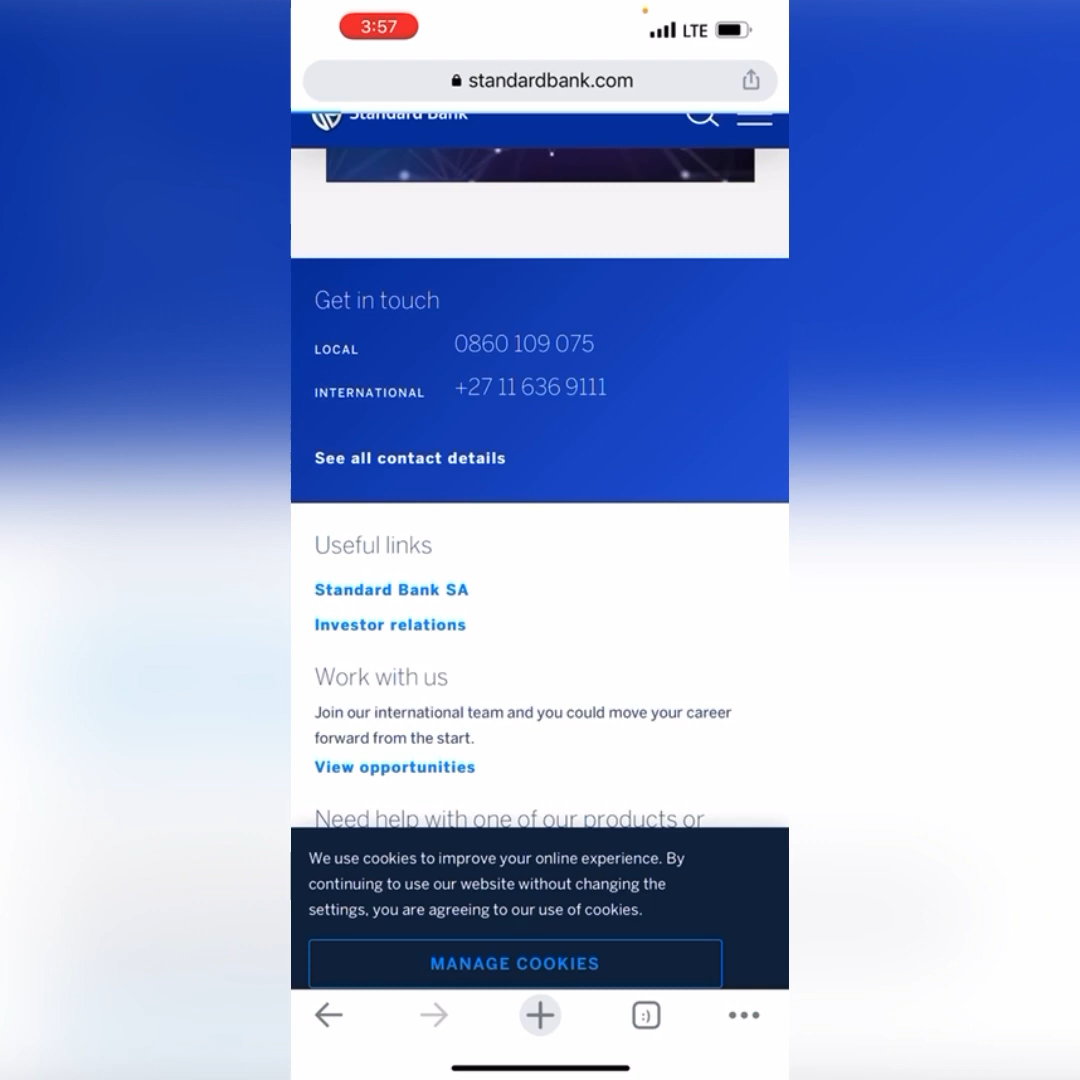 3:57
LTE
standardbank.com
Standard Bank
Get in touch
LOCAL 0860 109 075
INTERNATIONAL +27 11 636 9111
See all contact details
Useful links
Standard Bank SA
Investor relations
Work with us
Join our international team and you could move your career
forward from the start.
View opportunities
Need help with one of our products or
We use cookies to improve your online experience. By
continuing to use our website without changing the
settings, you are agreeing to our use of cookies.
MANAGE COOKIES
:)